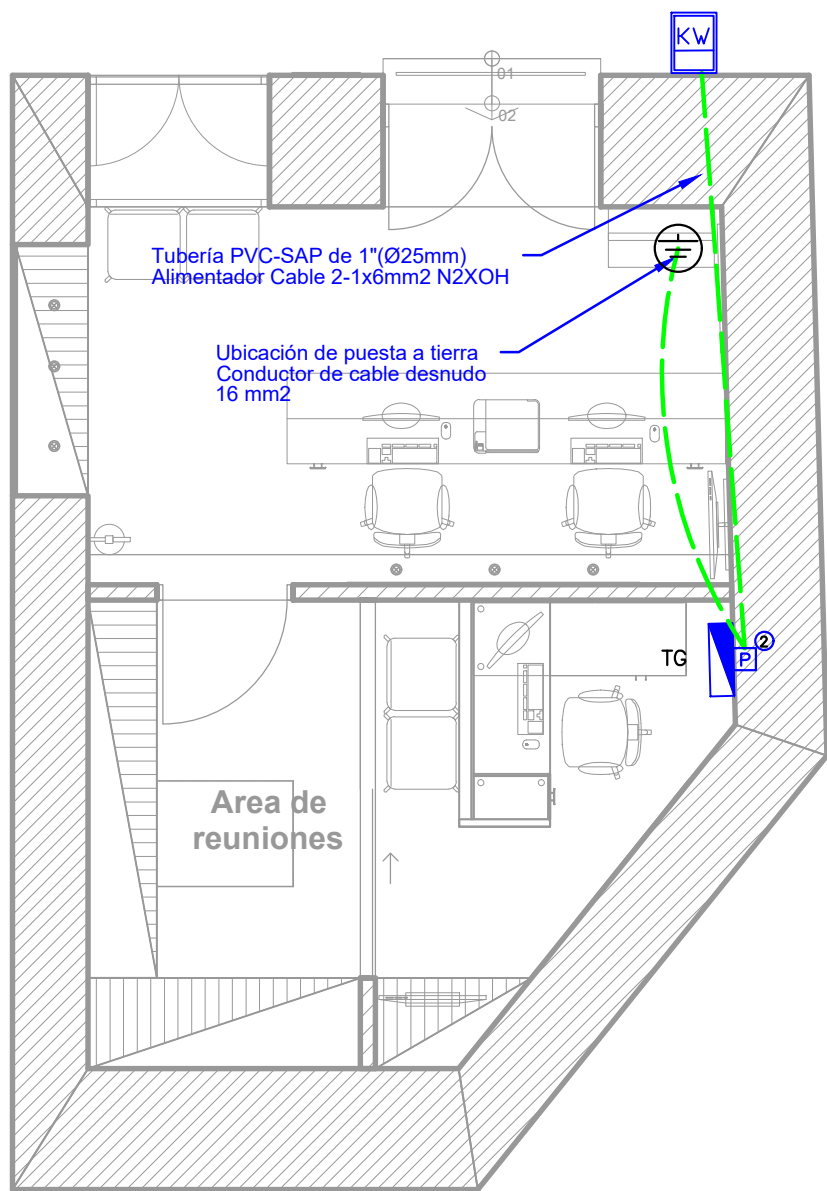 KW
01
02
Tubería PVC-SAP de 1"(Ø25mm)
Alimentador Cable 2-1x6mm2 N2XOH
Ubicación de puesta a tierra
Conductor de cable desnudo
16 mm2
TG
P
2
Area de
reuniones